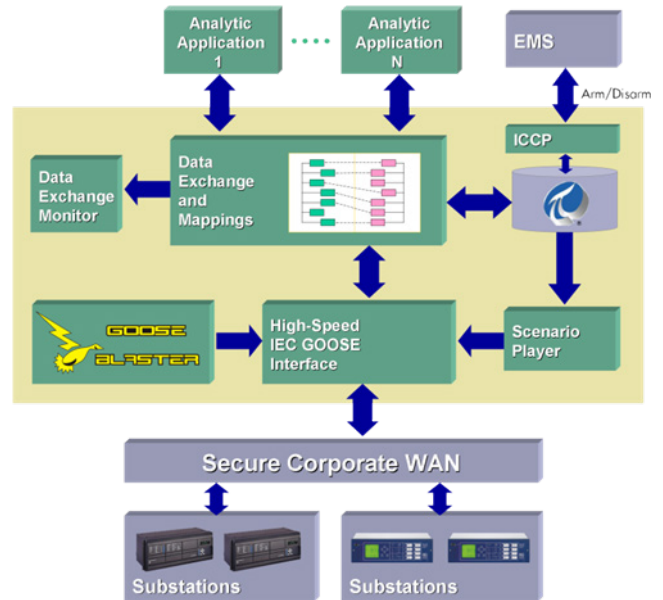 Analytic
Application
1
Analytic
Application
N
EMS
Arm/Disarm
ICCP
Data
Exchange
Monitor
Data
Exchange
and
Mappings
GOOSE
BLASTER
High-Speed
IEC GOOSE
Interface
Scenario
Player
Secure Corporate WAN
Substations
Substations